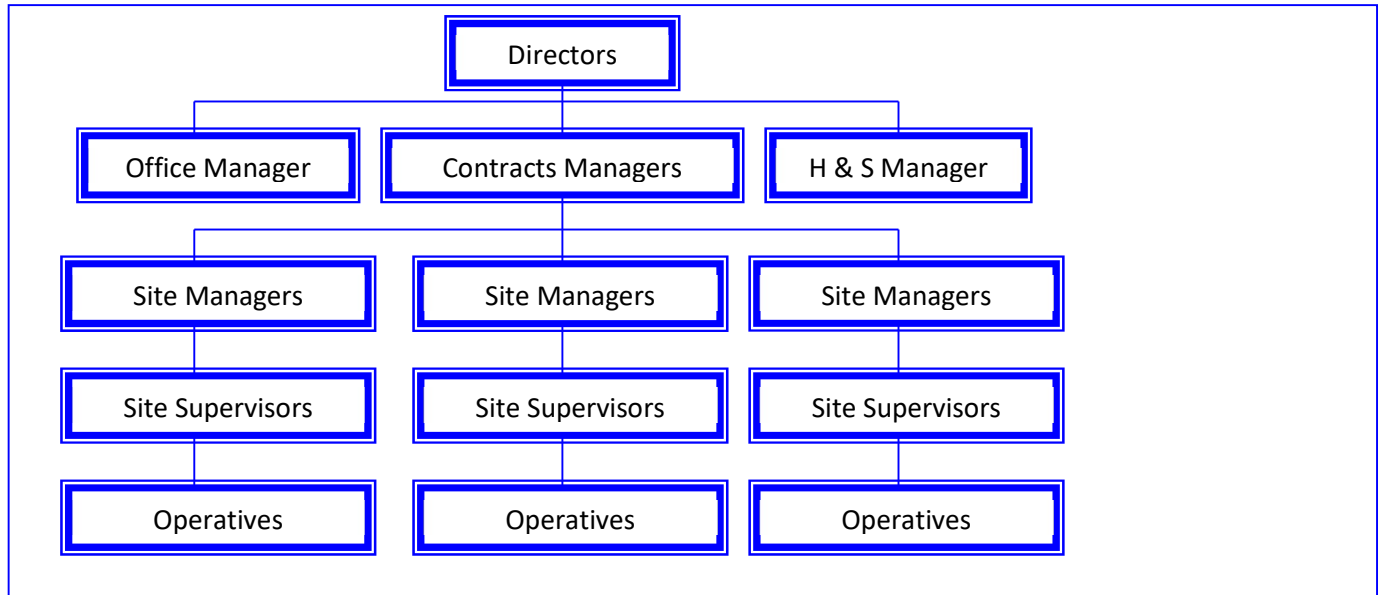 Directors
Office Manager
Contracts Managers
H & S Manager
Site Managers
Site Managers
Site Managers
Site Supervisors
Site Supervisors
Site Supervisors
Operatives
Operatives
Operatives